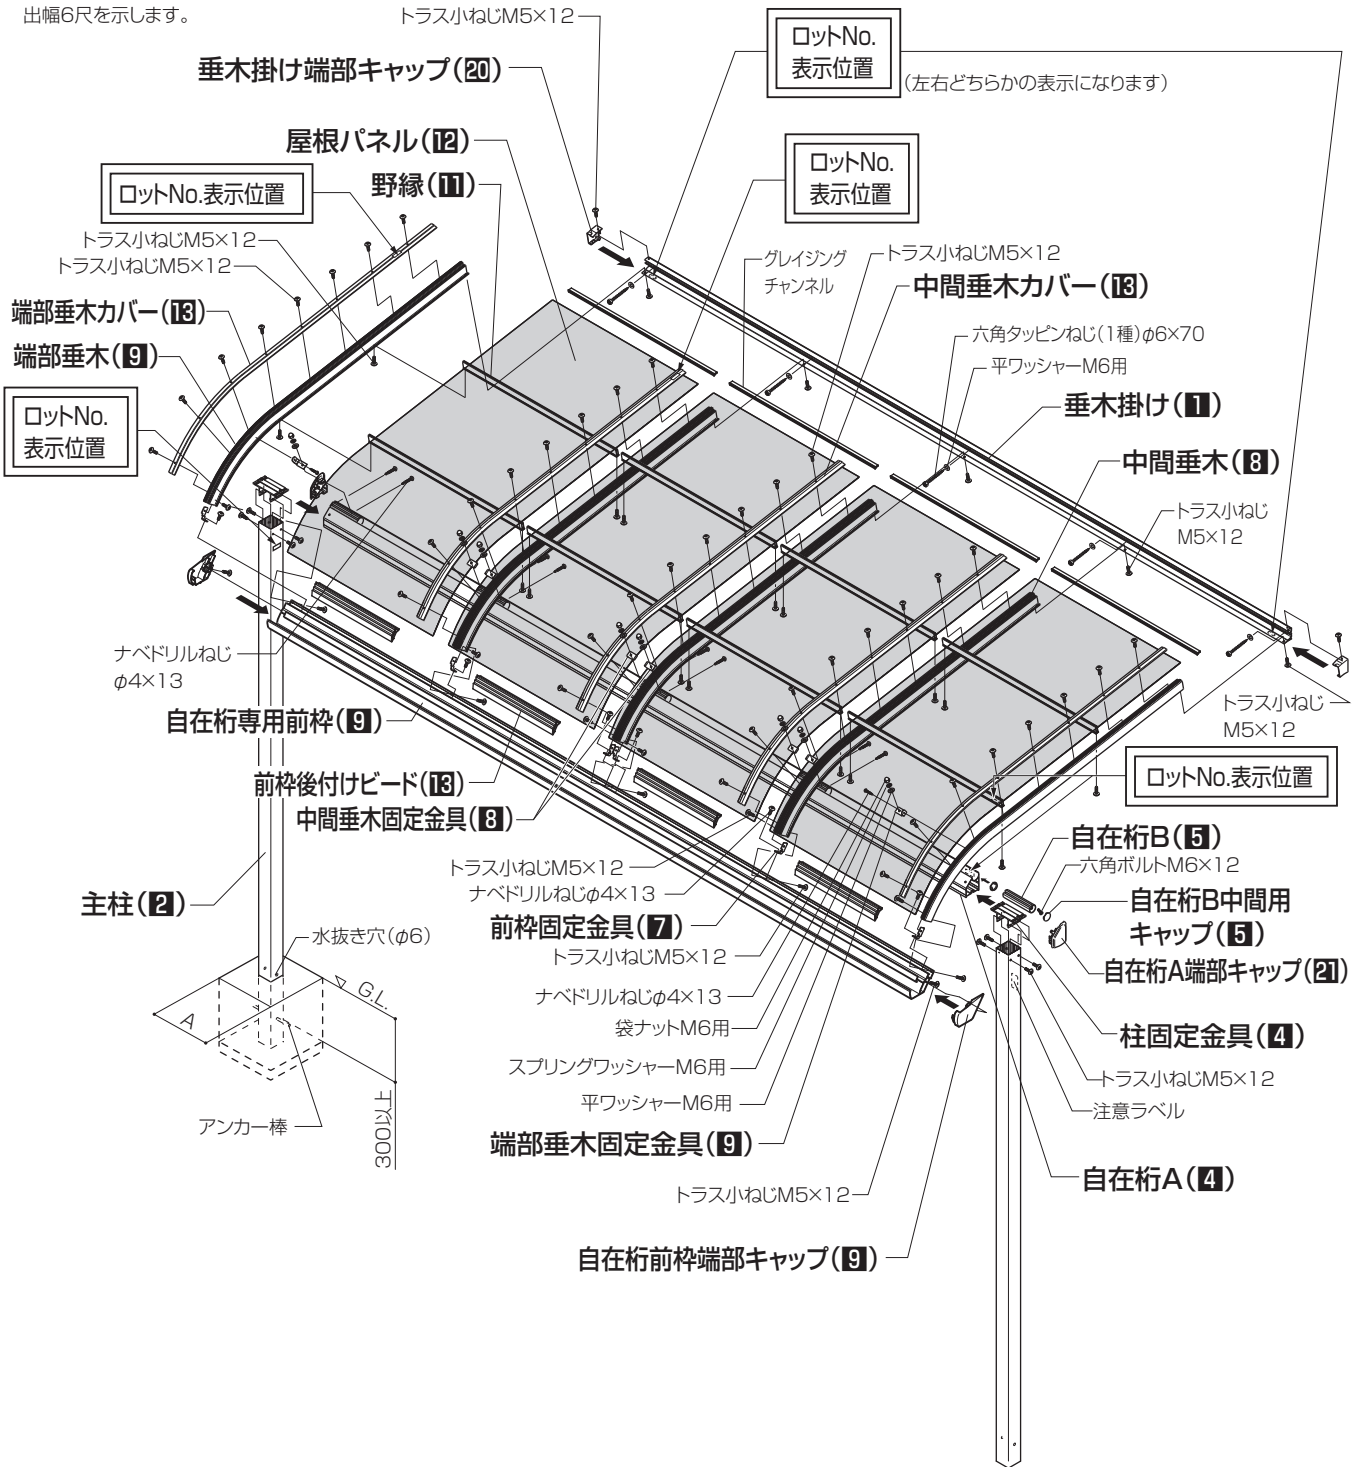 出幅6尺を示します。
トラス小ねじM5×12
ロットNo.
表示位置
(左右どちらかの表示になります)
垂木掛け端部キャップ(20)
屋根パネル(12)
ロットNo.
表示位置
ロットNo.表示位置
野縁(11)
トラス小ねじM5×12
トラス小ねじM5×12
グレイジング
チャンネル
トラス小ねじM5×12
中間垂木カバー(13)
端部垂木カバー(13)
端部垂木(9)
六角タッピンねじ(1種)φ6×70
平ワッシャーM6用
垂木掛け(1)
ロットNo.
表示位置
中間垂木(8)
トラス小ねじ
M5×12
ナベドリルねじ
φ4×13
トラス小ねじ
M5×12
自在桁専用前枠(9)
ロットNo.表示位置
前枠後付けビード(13)
中間垂木固定金具(8)
自在桁B(5)
六角ボルトM6×12
トラス小ねじM5×12
ナベドリルねじφ4×13
主柱(2)
前枠固定金具(7)
自在桁B中間用
キャップ(5)
水抜き穴(φ6)
トラス小ねじM5×12
自在桁A端部キャップ(21)
G.L.
ナベドリルねじφ4×13
A
袋ナットM6用
柱固定金具(4)
スプリングワッシャーM6用
トラス小ねじM5×12
平ワッシャーM6用
注意ラベル
アンカー棒
300以上
端部垂木固定金具(9)
自在桁A(4)
トラス小ねじM5×12
自在桁前枠端部キャップ(9)